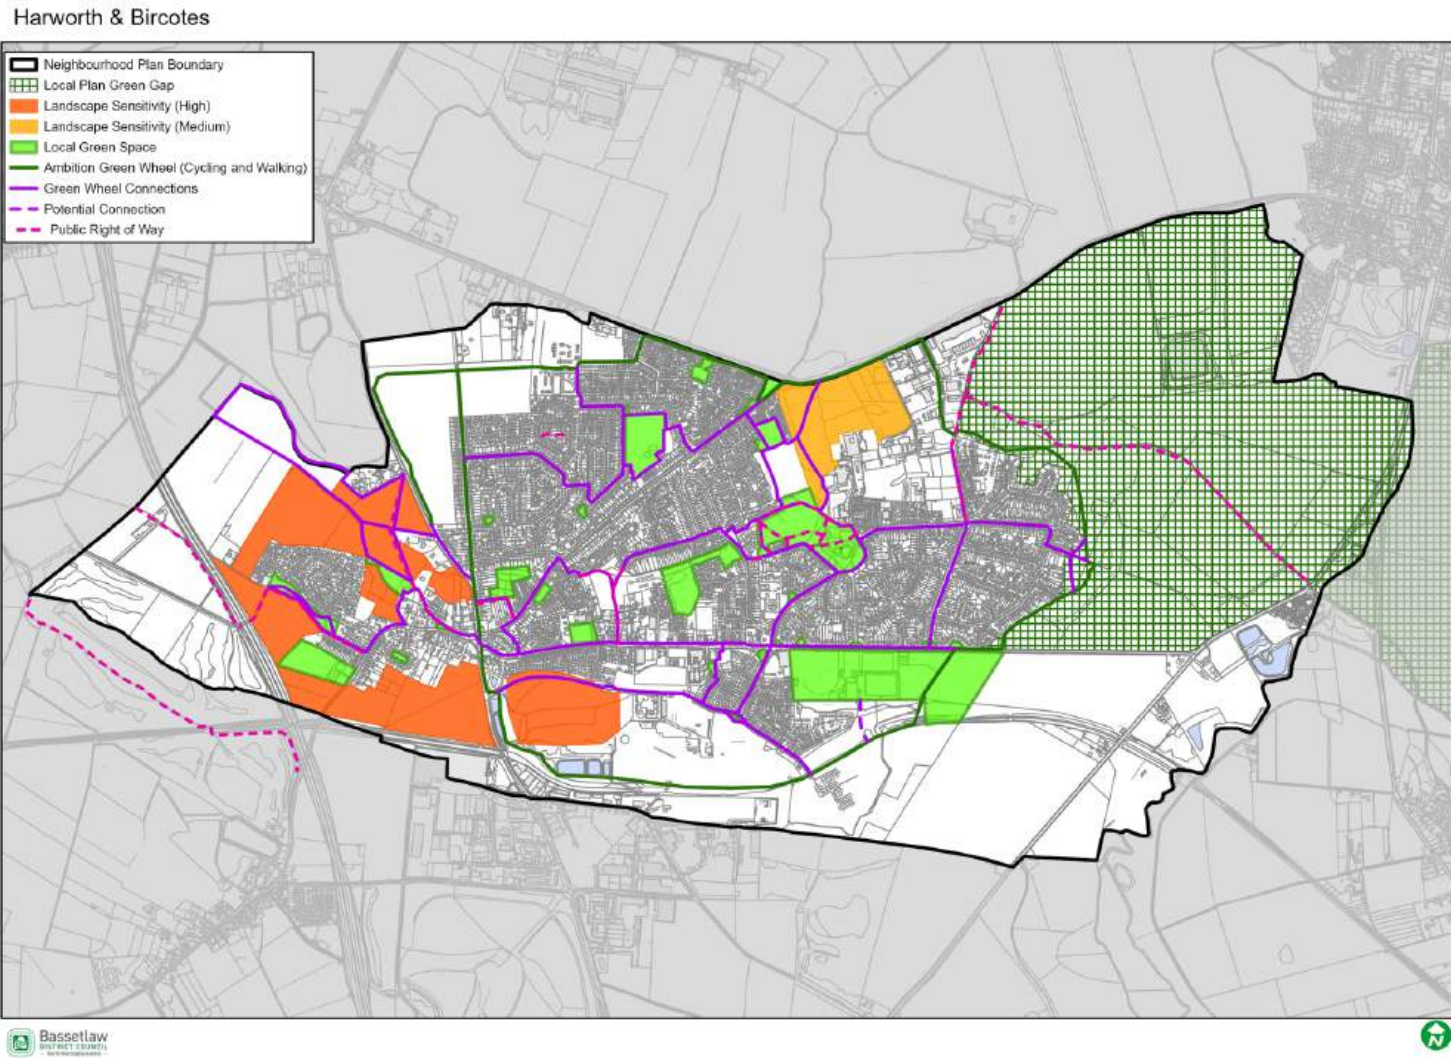 Harworth & Bircotes
Neighbourhood Plan Boundary
Local Plan Green Gap
Landscape Sensitivity (High)
Landscape Sensitivity (Medium)
Local Green Space
Ambition Green Wheel (Cycling and Walking)
Green Wheel Connections
Potential Connection
Public Right of Way
Bassetlaw
DISTRICT COUNCIL
N